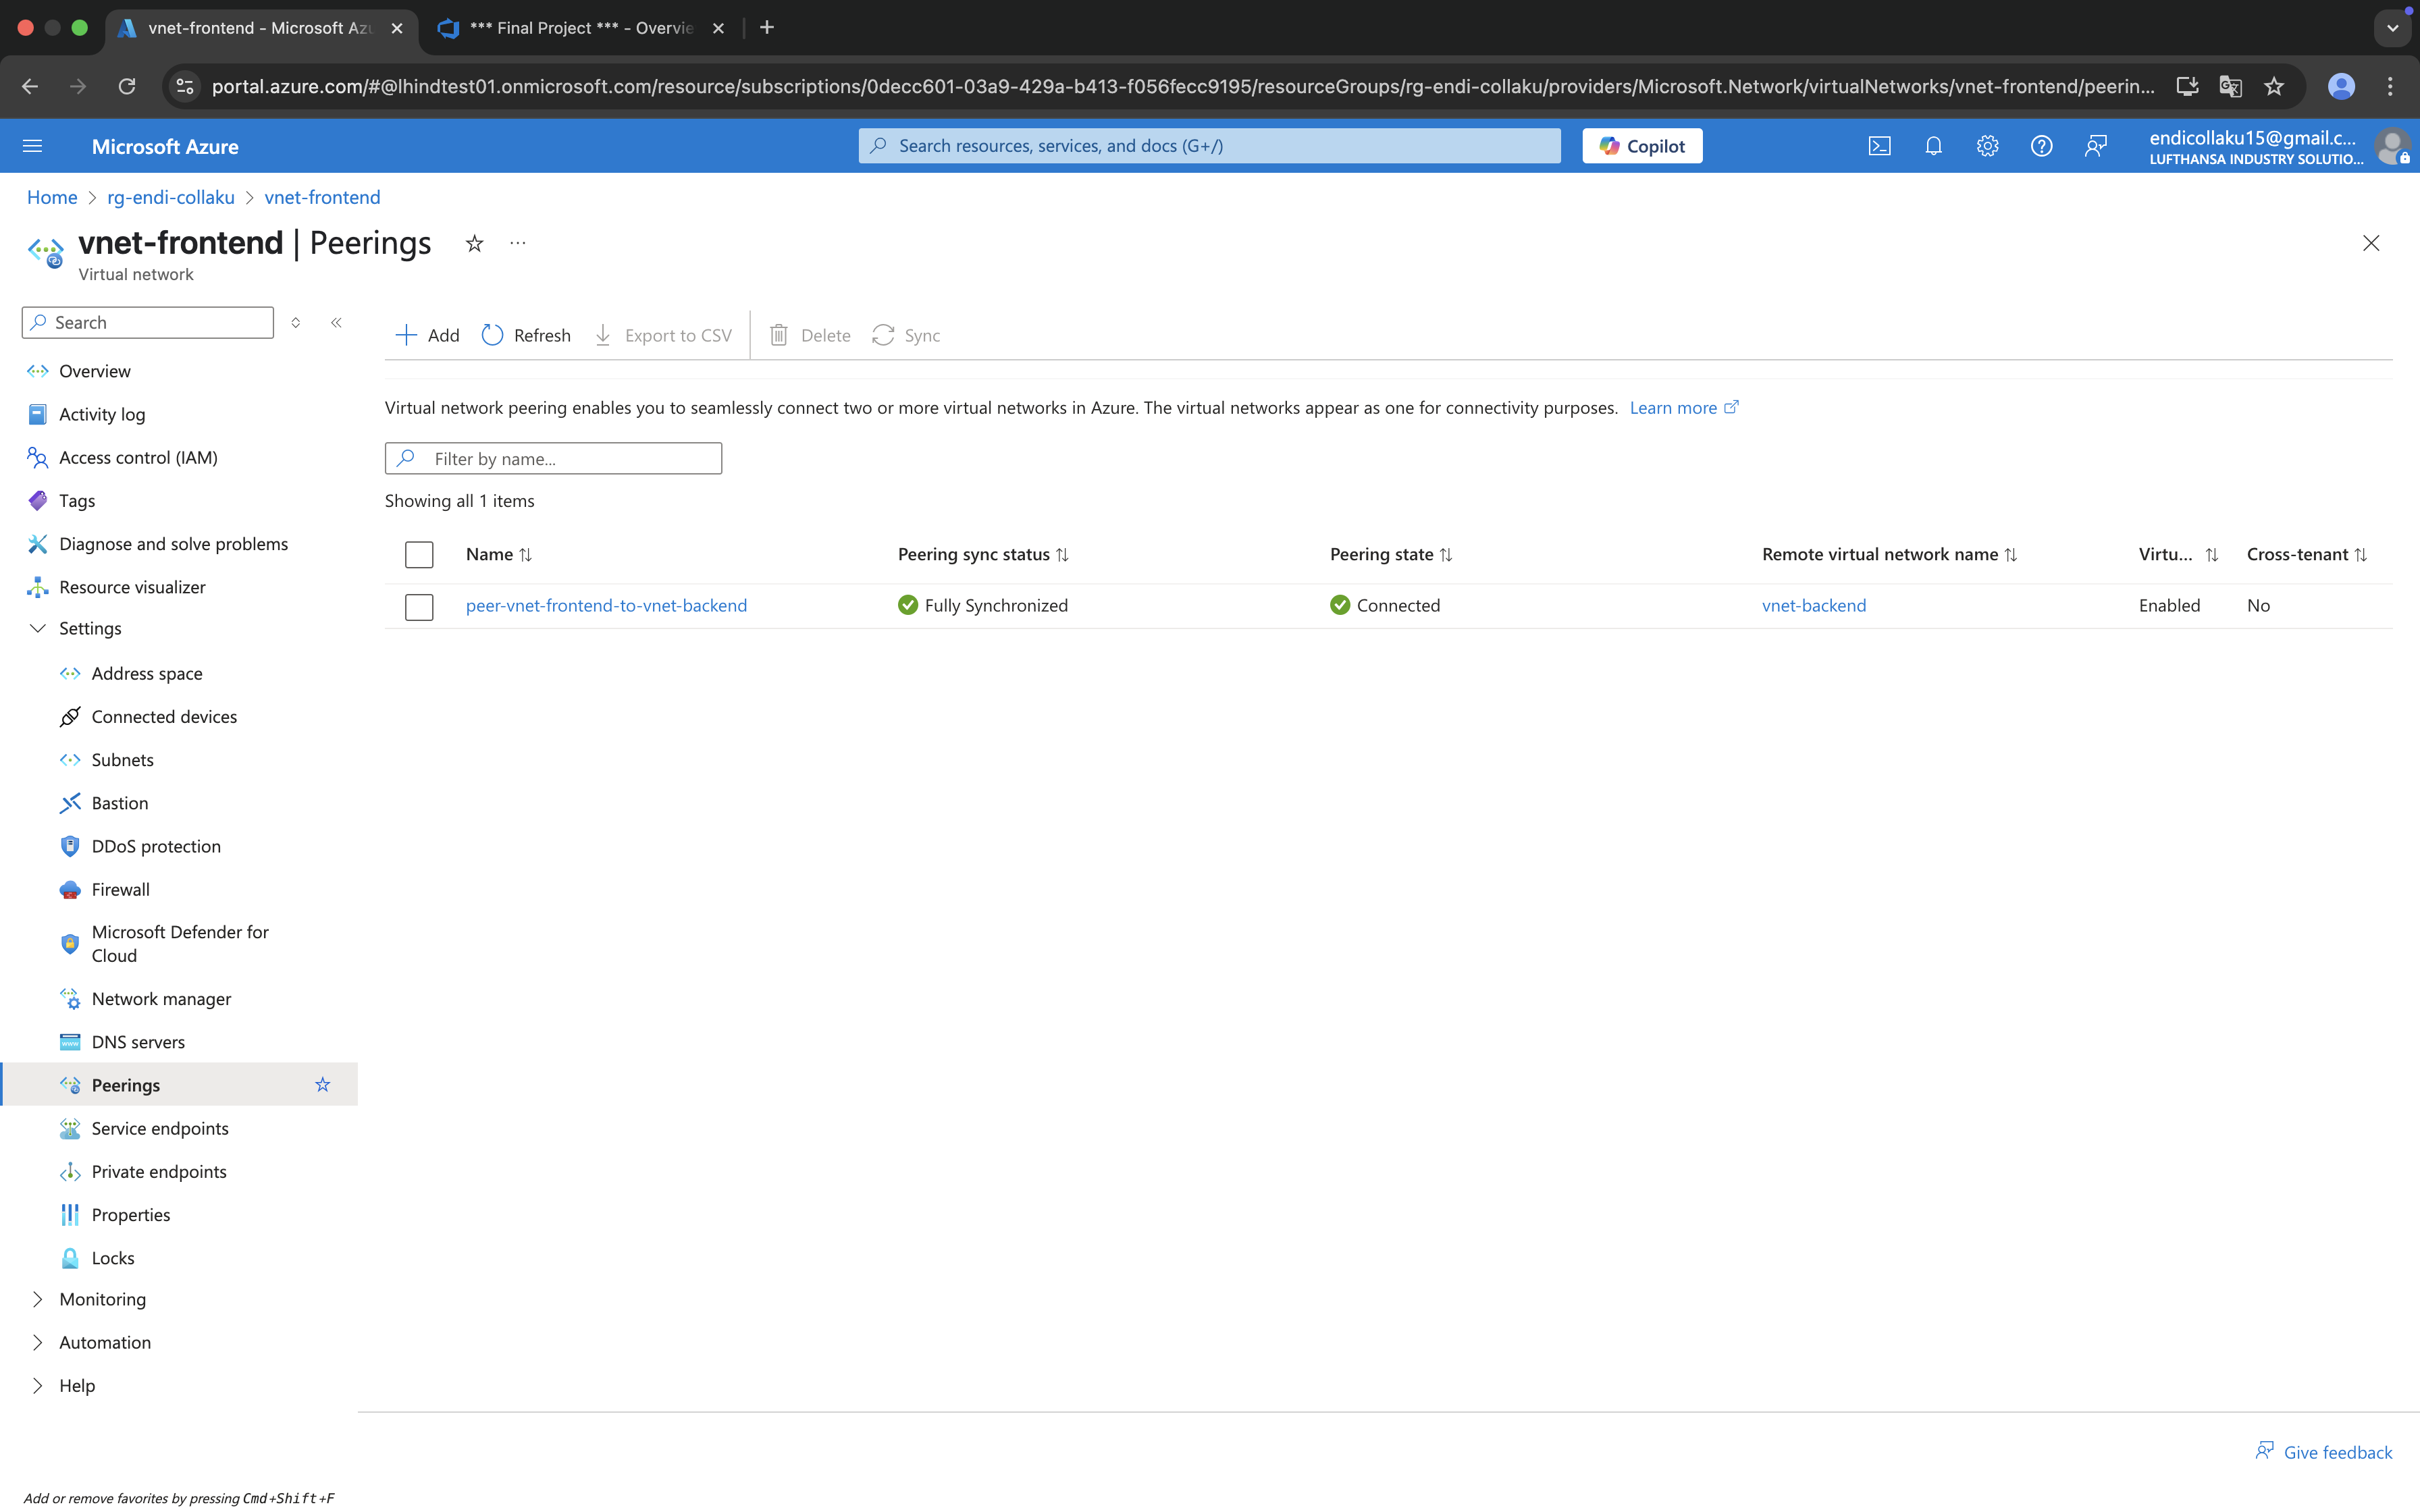 vnet-frontend - Microsoft Azu
*** Final Project *** - Overvie
portal.azure.com/#@lhindtest01.onmicrosoft.com/resource/subscriptions/0decc601-03a9-429a-b413-f056fecc9195/resourceGroups/rg-endi-collaku/providers/Microsoft.Network/virtualNetworks/vnet-frontend/peerin...
Microsoft Azure
Search resources, services, and docs (G+/)
Copilot
endicollaku15@gmail.c...
LUFTHANSA INDUSTRY SOLUTIO...
Home > rg-endi-collaku > vnet-frontend
vnet-frontend | Peerings
Virtual network
Search
Add
Refresh
Export to CSV
Delete
Sync
Overview
Activity log
Access control (IAM)
Tags
Diagnose and solve problems
Resource visualizer
Settings
Address space
Connected devices
Subnets
Bastion
DDoS protection
Firewall
Microsoft Defender for
Cloud
Network manager
DNS servers
Peerings
Service endpoints
Private endpoints
Properties
Locks
Monitoring
Automation
Help
Virtual network peering enables you to seamlessly connect two or more virtual networks in Azure. The virtual networks appear as one for connectivity purposes. Learn more
Filter by name...
Showing all 1 items
Name Peering sync status Peering state Remote virtual network name Virtu... Cross-tenant
peer-vnet-frontend-to-vnet-backend Fully Synchronized Connected vnet-backend Enabled No
Give feedback
Add or remove favorites by pressing Cmd+Shift+F